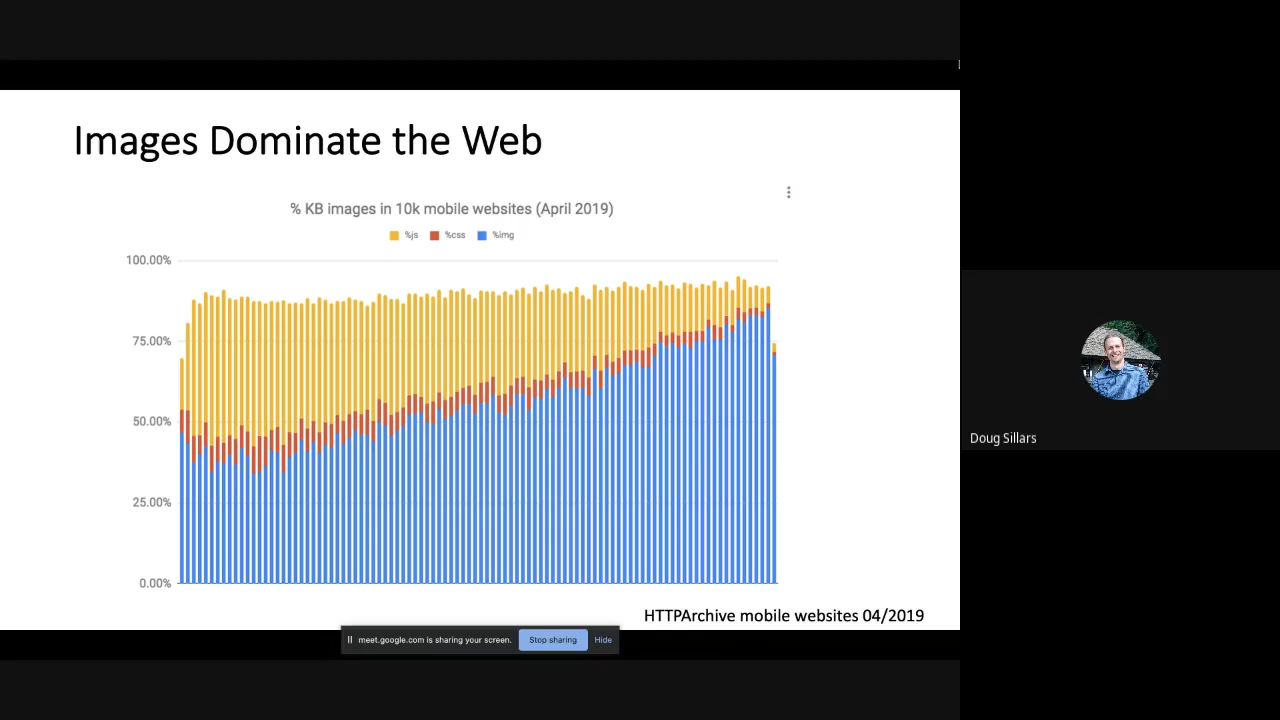 Images Dominate the Web
% KB images in 10k mobile websites (April 2019)
%js %css %img
100.00%
75.00%
50.00%
25.00%
0.00%
HTTPArchive mobile websites 04/2019
meet.google.com is sharing your screen. Stop sharing Hide
Doug Sillars